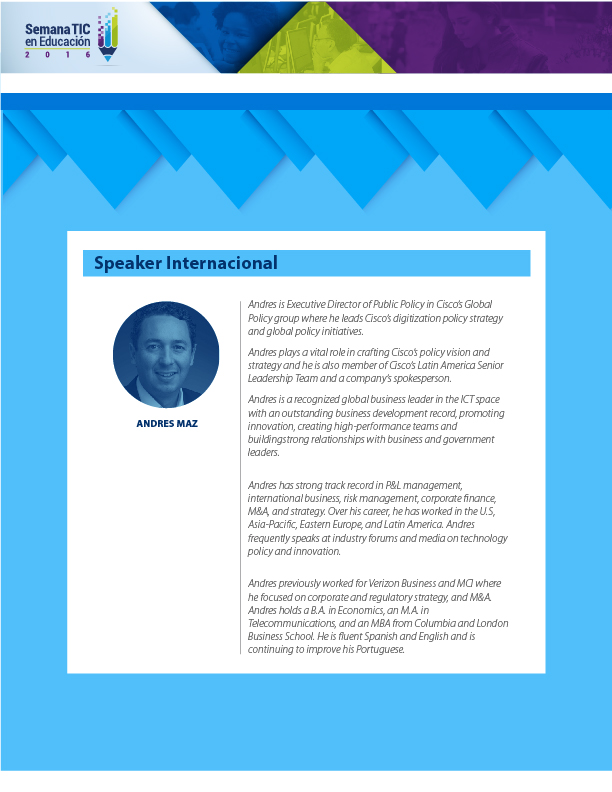 Semana TIC
en Educación
2 0 1 6
Speaker Internacional
ANDRES MAZ
Andres is Executive Director of Public Policy in Cisco's Global
Policy group where he leads Cisco's digitization policy strategy
and global policy initiatives.
Andres plays a vital role in crafting Cisco's policy vision and
strategy and he is also member of Cisco's Latin America Senior
Leadership Team and a company's spokesperson.
Andres is a recognized global business leader in the ICT space
with an outstanding business development record, promoting
innovation, creating high-performance teams and
buildingstrong relationships with business and government
leaders.
Andres has strong track record in P&L management,
international business, risk management, corporate finance,
M&A, and strategy. Over his career, he has worked in the U.S,
Asia-Pacific, Eastern Europe, and Latin America. Andres
frequently speaks at industry forums and media on technology
policy and innovation.
Andres previously worked for Verizon Business and MCI where
he focused on corporate and regulatory strategy, and M&A.
Andres holds a B.A. in Economics, an M.A. in
Telecommunications, and an MBA from Columbia and London
Business School. He is fluent Spanish and English and is
continuing to improve his Portuguese.